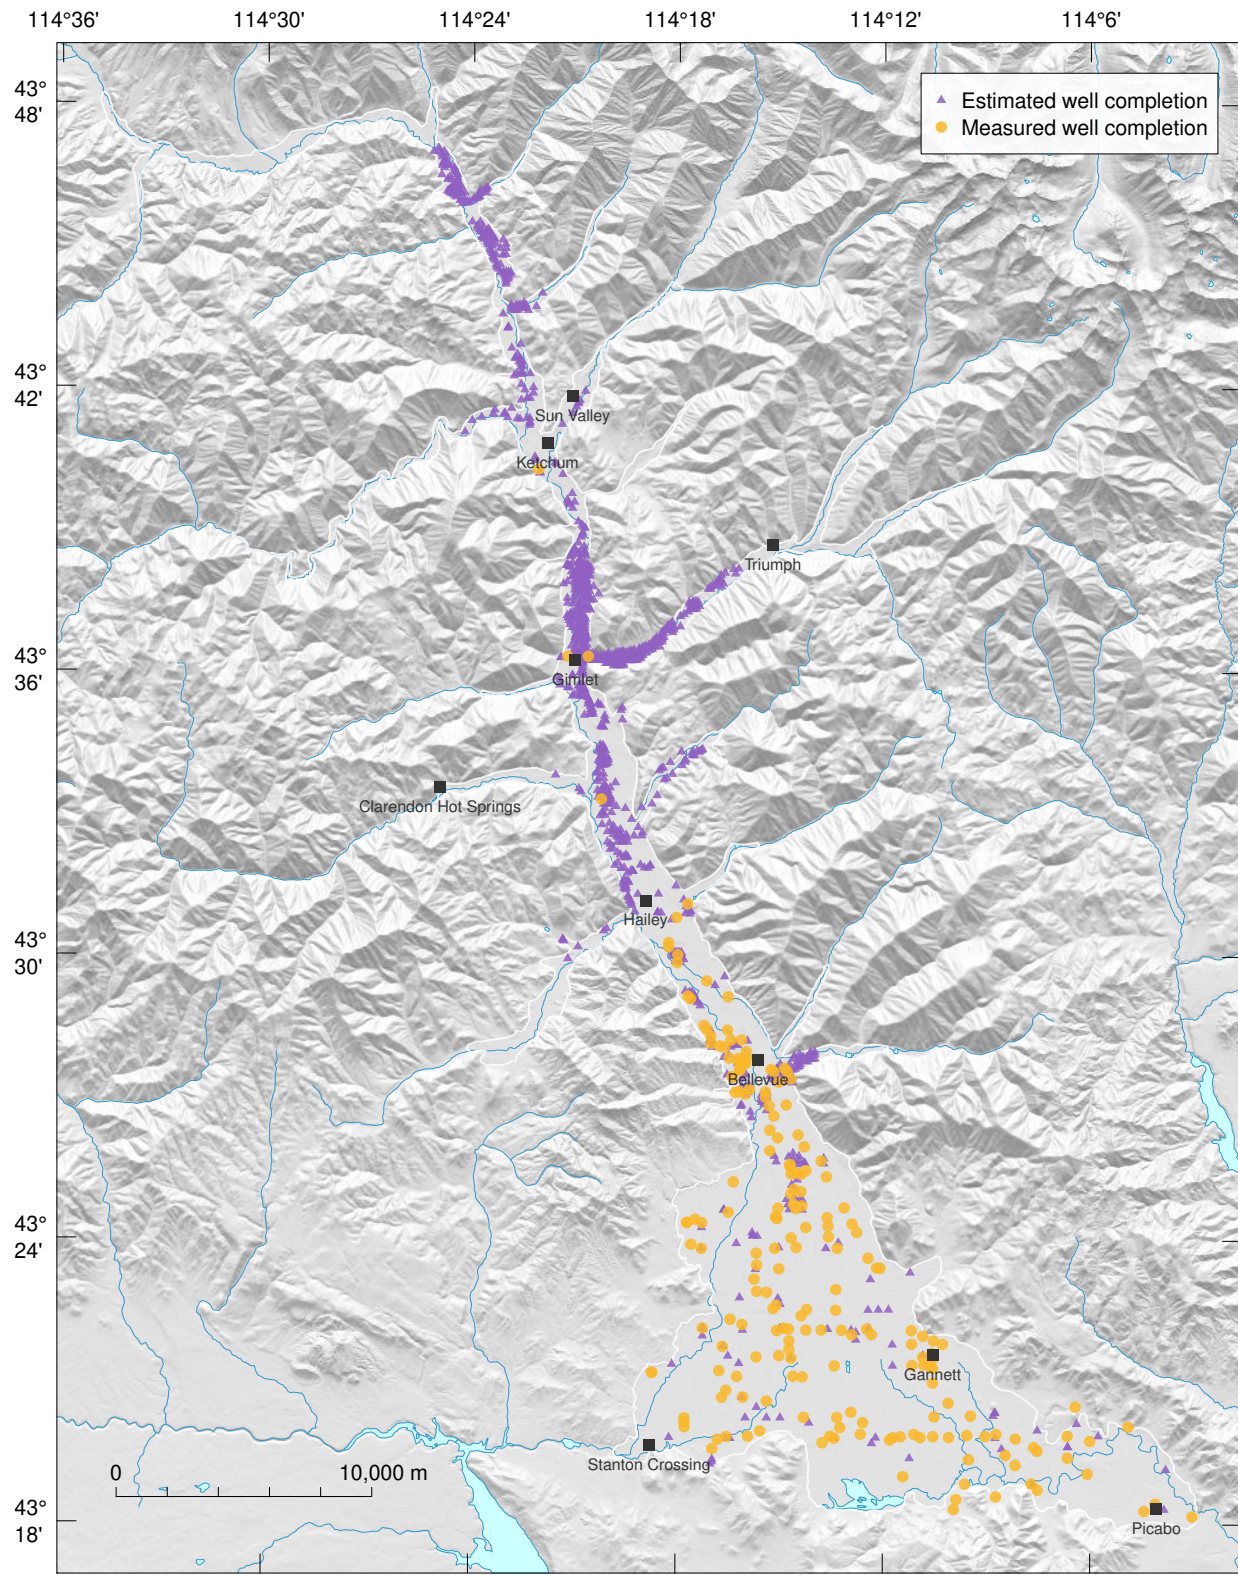 114°36' 114°30' 114°24' 114°18' 114°12' 114°6'
43°
48'
Estimated well completion
Measured well completion
43°
42'
Sun Valley
Ketchum
Triumph
43°
36'
Gimlet
Clarendon Hot Springs
Hailey
43°
30'
Bellevue
43°
24'
Gannett
Stanton Crossing
0 10,000 m
43°
18'
Picabo